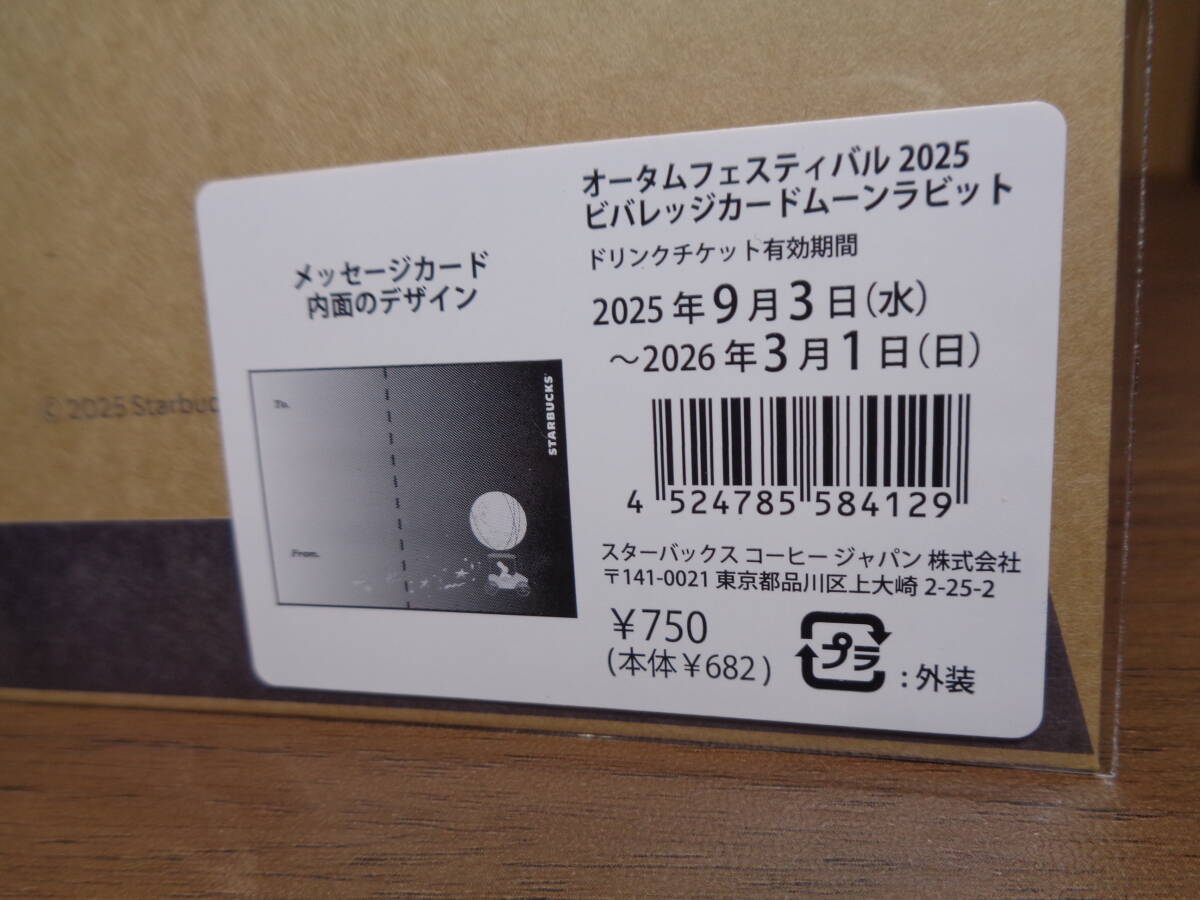 オータムフェスティバル 2025
ビバレッジカードムーンラビット
ドリンクチケット有効期間
2025 年 9 月 3 日(水)
～2026 年 3 月 1 日(日)
メッセージカード
内面のデザイン
To.
From.
STARBUCKS
© 2025 Starbuc
4 524785 584129
スターバックス コーヒー ジャパン 株式会社
〒141-0021 東京都品川区上大崎 2-25-2
￥750
(本体￥682)
プラ
:外装